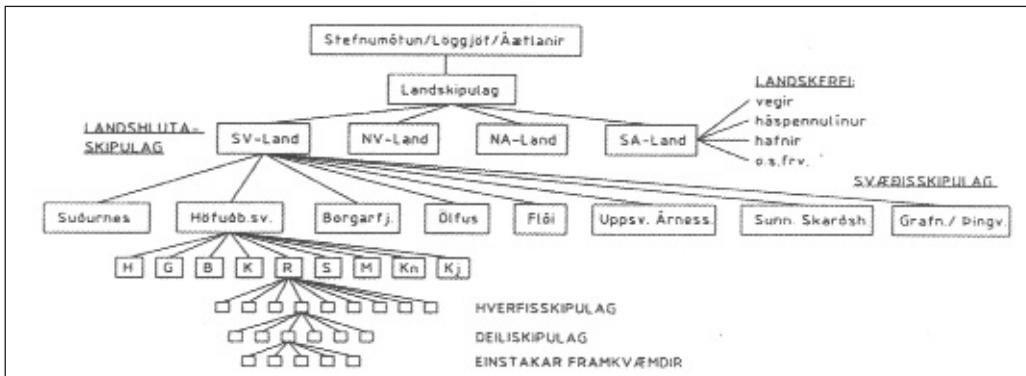 Stefnumótun/Löggjöf/Áætlanir
Landskipulag
LANDSKERFI:
vegir
háspennulínur
hafnir
o.s.frv.
LANDSHLUTA-
SKIPULAG
SV-Land
NV-Land
NA-Land
SA-Land
SVÆÐISSKIPULAG
Suðurnes
Höfuðb.sv.
Borgarfj.
Ölfus
Flói
Uppsv. Árness.
Sunn. Skarðsh
Grafn./ Þingv.
H G B K R S M Kn Kj
HVERFISSKIPULAG
DEILISKIPULAG
EINSTAKAR FRAMKVÆMDIR